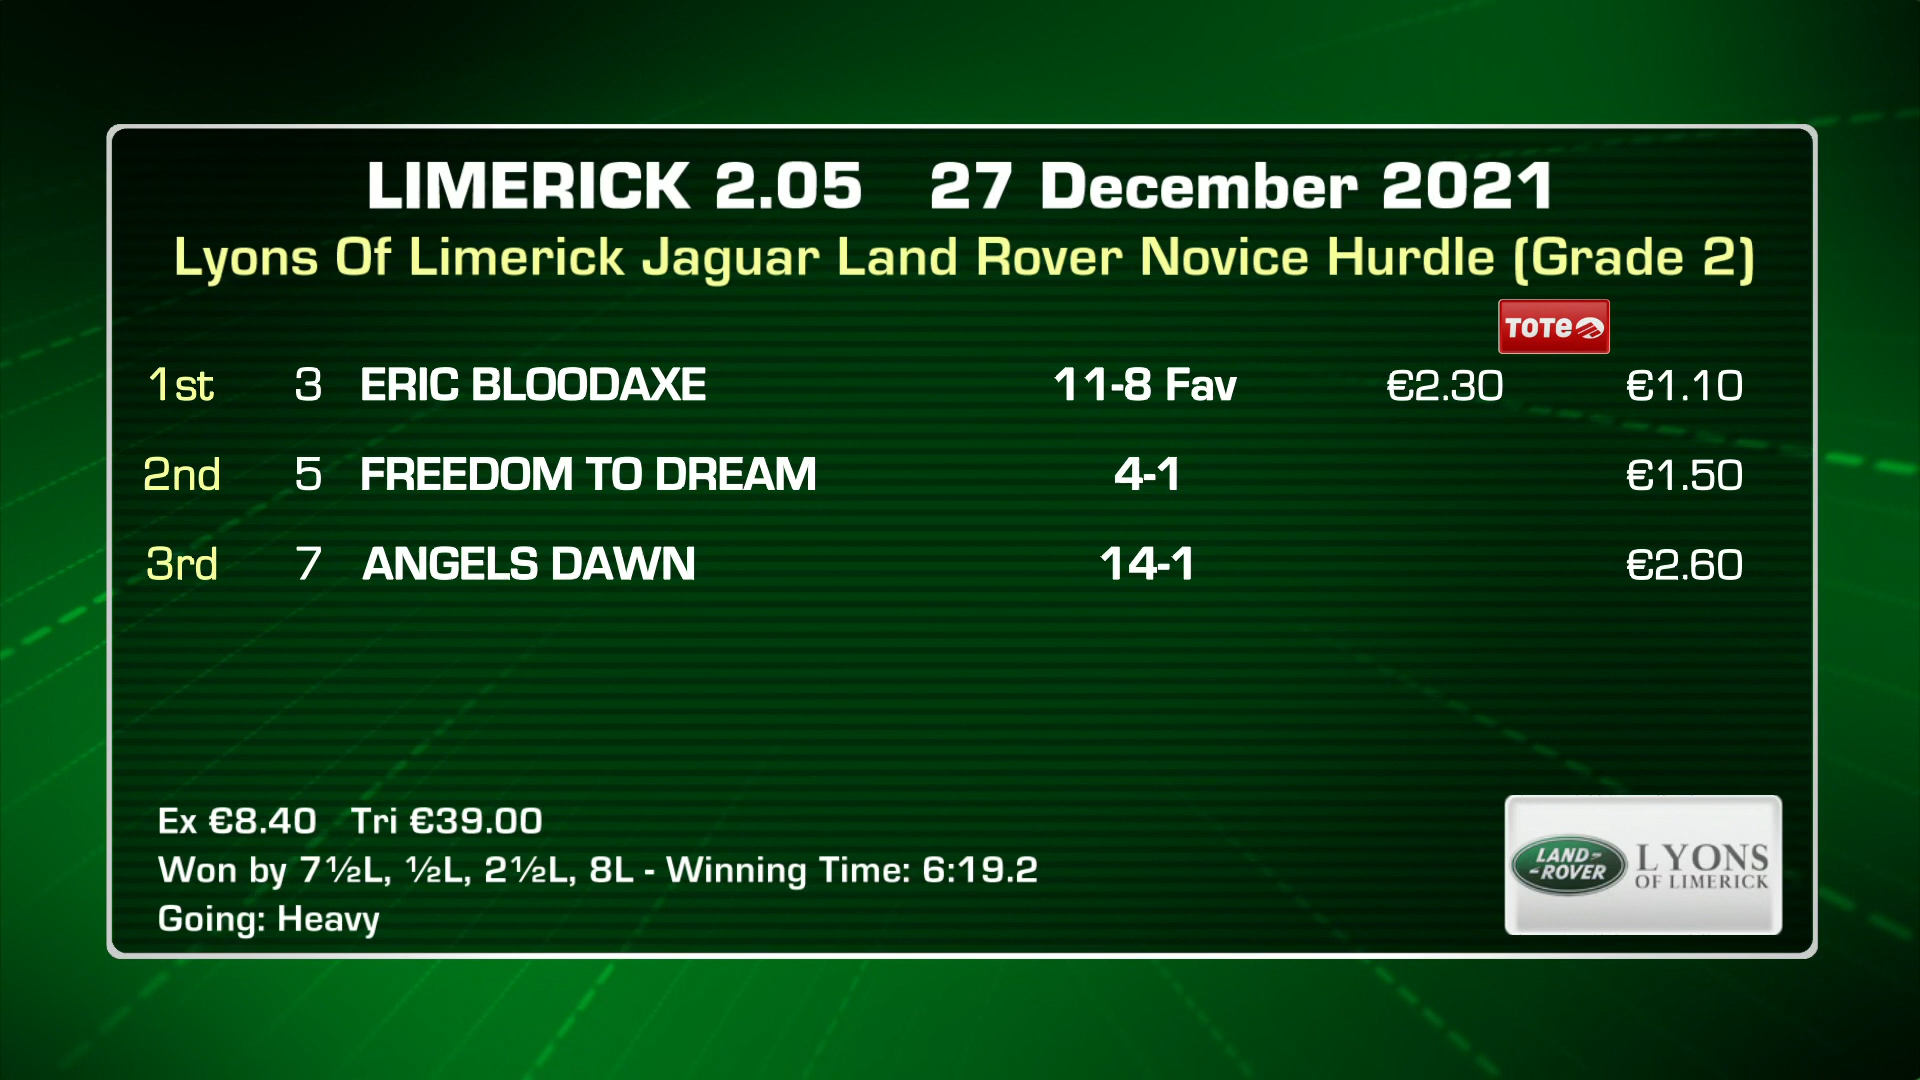 LIMERICK 2.05 27 December 2021
Lyons Of Limerick Jaguar Land Rover Novice Hurdle (Grade 2)
TOTE
1st 3 ERIC BLOODAXE 11-8 Fav €2.30 €1.10
2nd 5 FREEDOM TO DREAM 4-1 €1.50
3rd 7 ANGELS DAWN 14-1 €2.60
Ex €8.40 Tri €39.00
Won by 7½L, ½L, 2½L, 8L - Winning Time: 6:19.2
Going: Heavy
LAND-
-ROVER
LYONS
OF LIMERICK